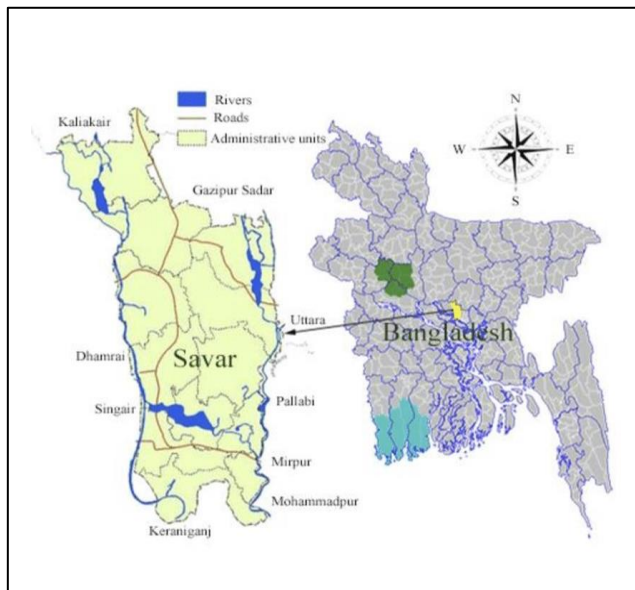 Rivers
Roads
Administrative units
Kaliakair
Gazipur Sadar
Uttara
Dhamrai
Savar
Singair
Pallabi
Mirpur
Mohammadpur
Keraniganj
N
W
E
S
Bangladesh